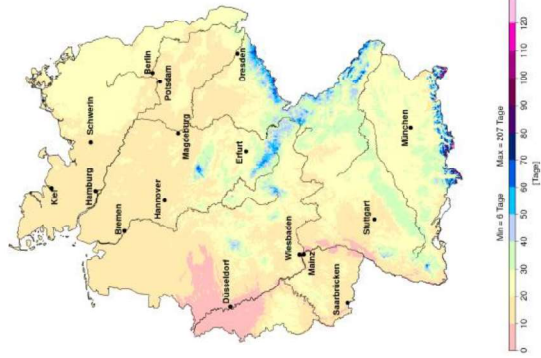 Kiel
Schwerin
Hamburg
Bremen
Berlin
Potsdam
Hannover
Magdeburg
Düsseldorf
Erfurt
Dresden
Wiesbaden
Mainz
Saarbrücken
Stuttgart
München
Min = 6 Tage
Max = 207 Tage
0 10 20 30 40 50 60 70 80 90 100 110 120
[Tage]